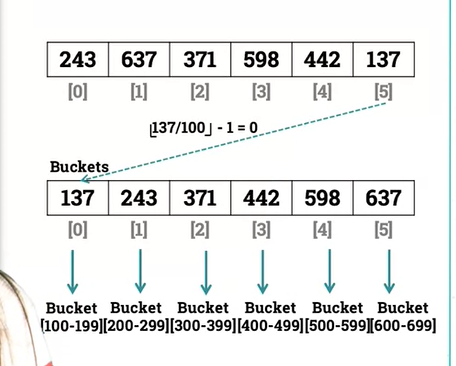 243 637 371 598 442 137
[0] [1] [2] [3] [4] [5]
⌊137/100⌋ - 1 = 0
Buckets
137 243 371 442 598 637
[0] [1] [2] [3] [4] [5]
Bucket Bucket Bucket Bucket Bucket Bucket
[100-199][200-299][300-399][400-499][500-599][600-699]